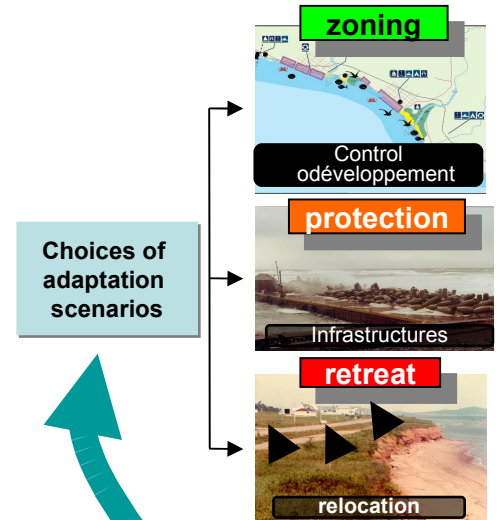 zoning
Control
odéveloppement
protection
Infrastructures
Choices of
adaptation
scenarios
retreat
relocation